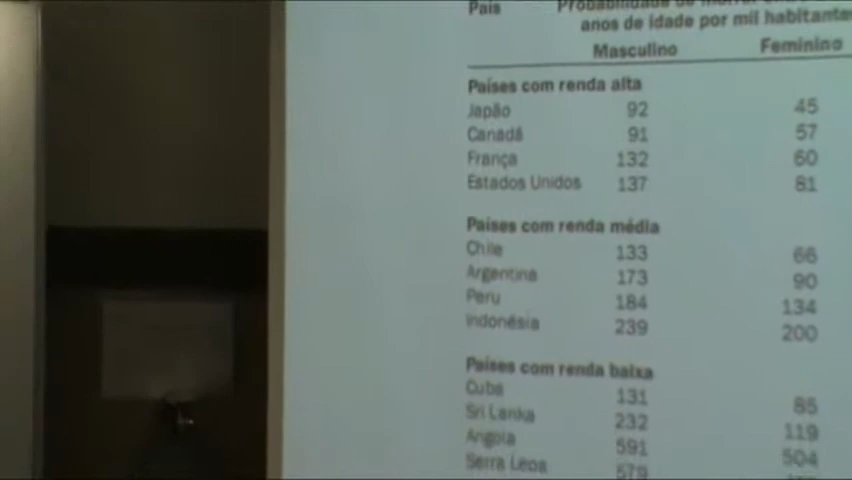 País Probabilidade de
anos de idade por mil habitantes
Masculino Feminino
Países com renda alta
Japão 92 45
Canadá 91 57
França 132 60
Estados Unidos 137 81
Países com renda média
Chile 133 66
Argentina 173 90
Peru 184 134
Indonésia 239 200
Países com renda baixa
Cuba 131 85
Sri Lanka 232 119
Angola 591 504
Serra Leoa 579